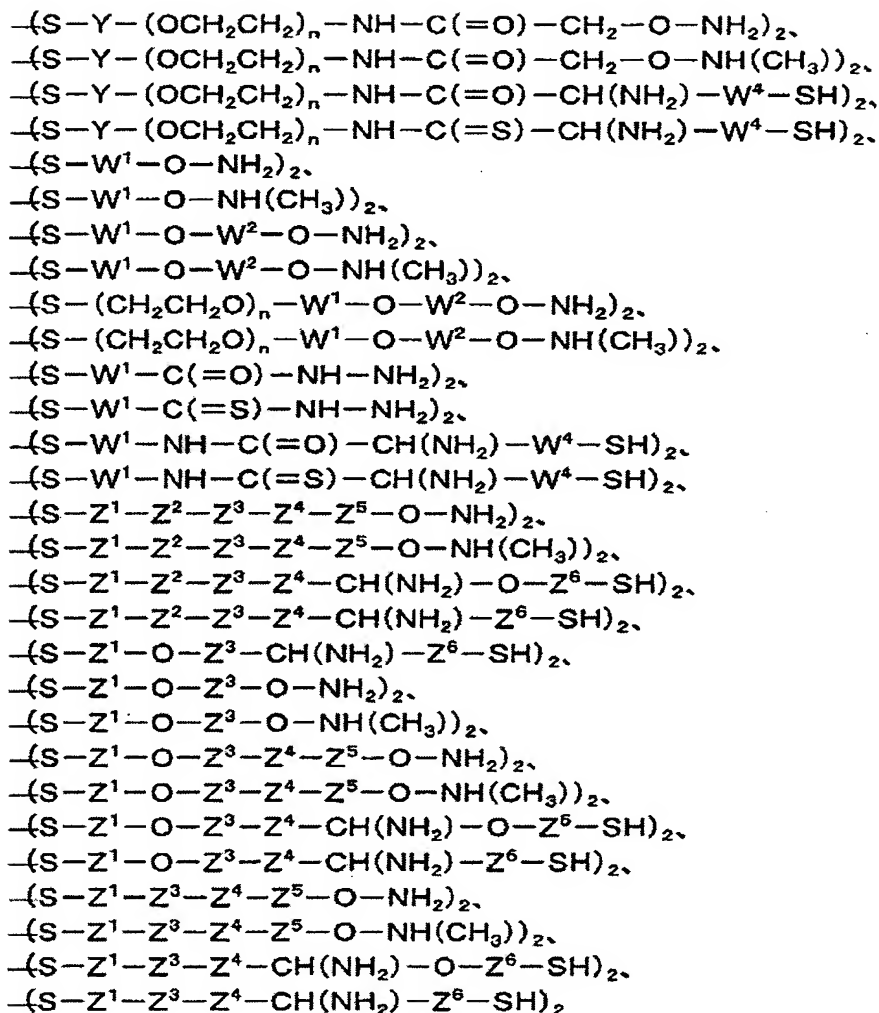 -(S-Y-(OCH₂CH₂)ₙ-NH-C(=O)-CH₂-O-NH₂)₂、
-(S-Y-(OCH₂CH₂)ₙ-NH-C(=O)-CH₂-O-NH(CH₃))₂、
-(S-Y-(OCH₂CH₂)ₙ-NH-C(=O)-CH(NH₂)-W⁴-SH)₂、
-(S-Y-(OCH₂CH₂)ₙ-NH-C(=S)-CH(NH₂)-W⁴-SH)₂、
-(S-W¹-O-NH₂)₂、
-(S-W¹-O-NH(CH₃))₂、
-(S-W¹-O-W²-O-NH₂)₂、
-(S-W¹-O-W²-O-NH(CH₃))₂、
-(S-(CH₂CH₂O)ₙ-W¹-O-W²-O-NH₂)₂、
-(S-(CH₂CH₂O)ₙ-W¹-O-W²-O-NH(CH₃))₂、
-(S-W¹-C(=O)-NH-NH₂)₂、
-(S-W¹-C(=S)-NH-NH₂)₂、
-(S-W¹-NH-C(=O)-CH(NH₂)-W⁴-SH)₂、
-(S-W¹-NH-C(=S)-CH(NH₂)-W⁴-SH)₂、
-(S-Z¹-Z²-Z³-Z⁴-Z⁵-O-NH₂)₂、
-(S-Z¹-Z²-Z³-Z⁴-Z⁵-O-NH(CH₃))₂、
-(S-Z¹-Z²-Z³-Z⁴-CH(NH₂)-O-Z⁶-SH)₂、
-(S-Z¹-Z²-Z³-Z⁴-CH(NH₂)-Z⁶-SH)₂、
-(S-Z¹-O-Z³-CH(NH₂)-Z⁶-SH)₂、
-(S-Z¹-O-Z³-O-NH₂)₂、
-(S-Z¹-O-Z³-O-NH(CH₃))₂、
-(S-Z¹-O-Z³-Z⁴-Z⁵-O-NH₂)₂、
-(S-Z¹-O-Z³-Z⁴-Z⁵-O-NH(CH₃))₂、
-(S-Z¹-O-Z³-Z⁴-CH(NH₂)-O-Z⁵-SH)₂、
-(S-Z¹-O-Z³-Z⁴-CH(NH₂)-Z⁶-SH)₂、
-(S-Z¹-Z³-Z⁴-Z⁵-O-NH₂)₂、
-(S-Z¹-Z³-Z⁴-Z⁵-O-NH(CH₃))₂、
-(S-Z¹-Z³-Z⁴-CH(NH₂)-O-Z⁶-SH)₂、
-(S-Z¹-Z³-Z⁴-CH(NH₂)-Z⁶-SH)₂